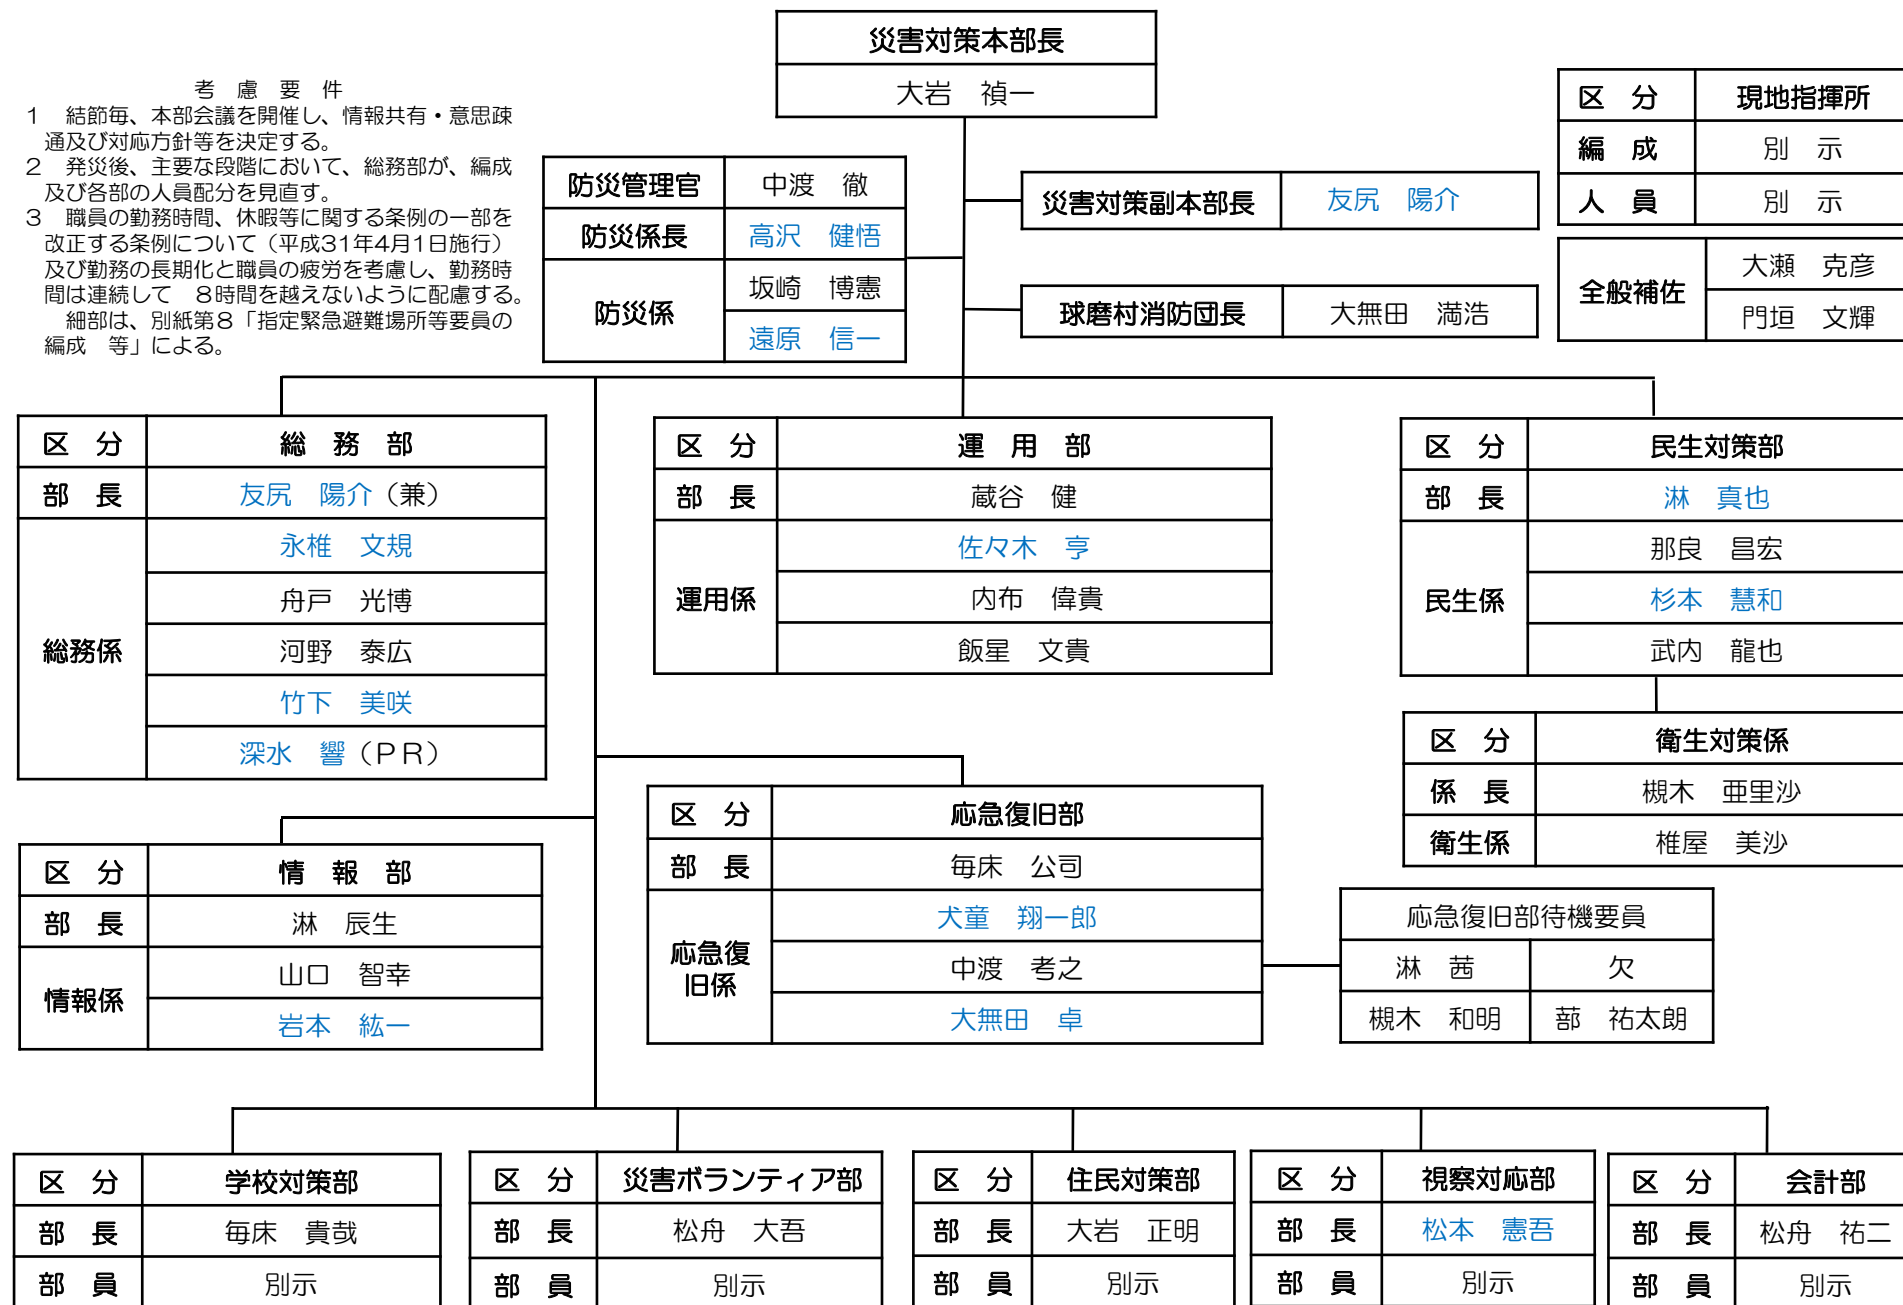 災害対策本部長
大岩　禎一
考　慮　要　件
1　結節毎、本部会議を開催し、情報共有・意思疎
通及び対応方針等を決定する。
2　発災後、主要な段階において、総務部が、編成
及び各部の人員配分を見直す。
3　職員の勤務時間、休暇等に関する条例の一部を
改正する条例について（平成31年4月1日施行）
及び勤務の長期化と職員の疲労を考慮し、勤務時
間は連続して　8時間を越えないように配慮する。
細部は、別紙第8「指定緊急避難場所等要員の
編成　等」による。
防災管理官　中渡　徹
防災係長　高沢　健悟
防災係　坂崎　博憲
遠原　信一
災害対策副本部長　友尻　陽介
球磨村消防団長　大無田　満浩
区　分　現地指揮所
編　成　別　示
人　員　別　示
全般補佐　大瀬　克彦
門垣　文輝
区　分　総　務　部
部　長　友尻　陽介（兼）
総務係　永椎　文規
舟戸　光博
河野　泰広
竹下　美咲
深水　響（PR）
区　分　運　用　部
部　長　蔵谷　健
運用係　佐々木　亨
内布　偉貴
飯星　文貴
区　分　民生対策部
部　長　淋　真也
民生係　那良　昌宏
杉本　慧和
武内　龍也
区　分　衛生対策係
係　長　槻木　亜里沙
衛生係　椎屋　美沙
区　分　情　報　部
部　長　淋　辰生
情報係　山口　智幸
岩本　紘一
区　分　応急復旧部
部　長　毎床　公司
応急復
旧係　犬童　翔一郎
中渡　考之
大無田　卓
応急復旧部待機要員
淋　茜　欠
槻木　和明　蔀　祐太朗
区　分　学校対策部
部　長　毎床　貴哉
部　員　別示
区　分　災害ボランティア部
部　長　松舟　大吾
部　員　別示
区　分　住民対策部
部　長　大岩　正明
部　員　別示
区　分　視察対応部
部　長　松本　憲吾
部　員　別示
区　分　会計部
部　長　松舟　祐二
部　員　別示